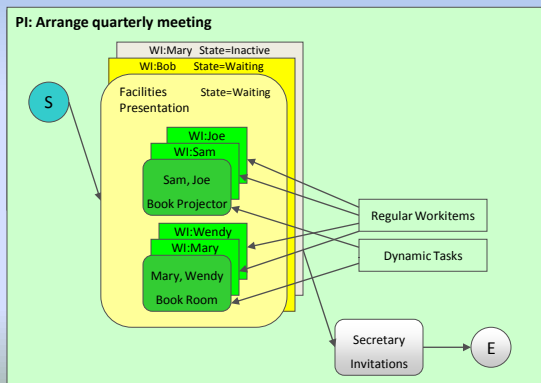 PI: Arrange quarterly meeting
WI:Mary State=Inactive
WI:Bob State=Waiting
Facilities State=Waiting
Presentation
S
WI:Joe
WI:Sam
Sam, Joe
Book Projector
Regular Workitems
WI:Wendy
WI:Mary
Dynamic Tasks
Mary, Wendy
Book Room
Secretary
Invitations
E